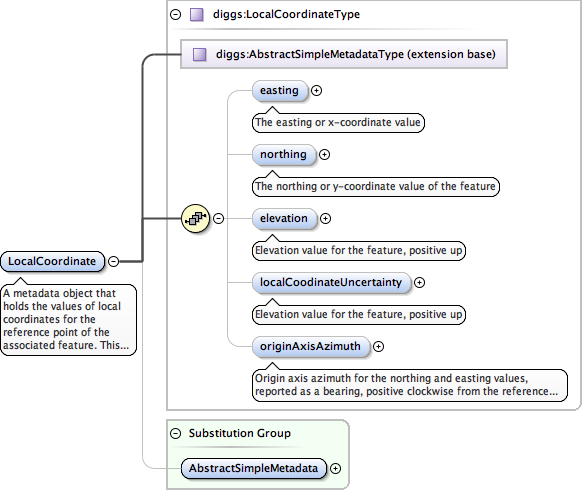 diggs:LocalCoordinateType
diggs:AbstractSimpleMetadataType (extension base)
easting
The easting or x-coordinate value
northing
The northing or y-coordinate value of the feature
elevation
Elevation value for the feature, positive up
LocalCoordinate
A metadata object that
holds the values of local
coordinates for the
reference point of the
associated feature. This...
localCoodinateUncertainty
Elevation value for the feature, positive up
originAxisAzimuth
Origin axis azimuth for the northing and easting values,
reported as a bearing, positive clockwise from the reference...
Substitution Group
AbstractSimpleMetadata